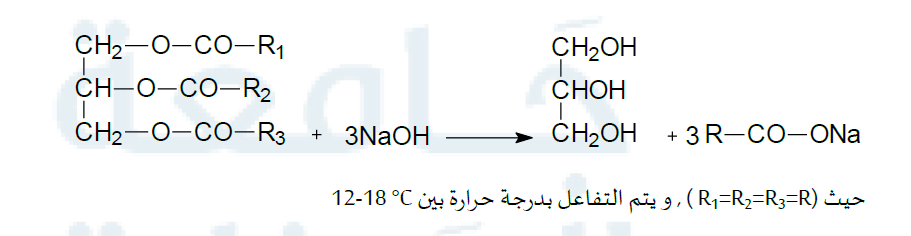 CH₂—O—CO—R₁
CH—O—CO—R₂
CH₂—O—CO—R₃ + 3NaOH ⟶ CH₂OH CHOH CH₂OH + 3 R—CO—ONa
حيث (R₁=R₂=R₃=R) , و يتم التفاعل بدرجة حرارة بين 12-18 °C